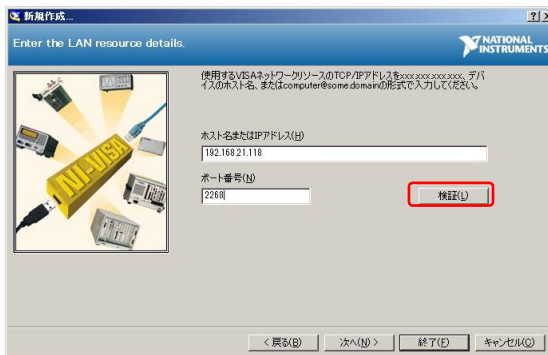 新規作成...
Enter the LAN resource details.
NATIONAL
INSTRUMENTS
使用するVISAネットワークリソースのTCP/IPアドレスをxxx.xxx.xxx.xxx、デバ
イスのホスト名、またはcomputer@some.domainの形式で入力してください。
ホスト名またはIPアドレス(H)
192.168.21.118
ポート番号(N)
2268
検証(L)
NI-VISA
< 戻る(B)
次へ(N) >
終了(F)
キャンセル(C)